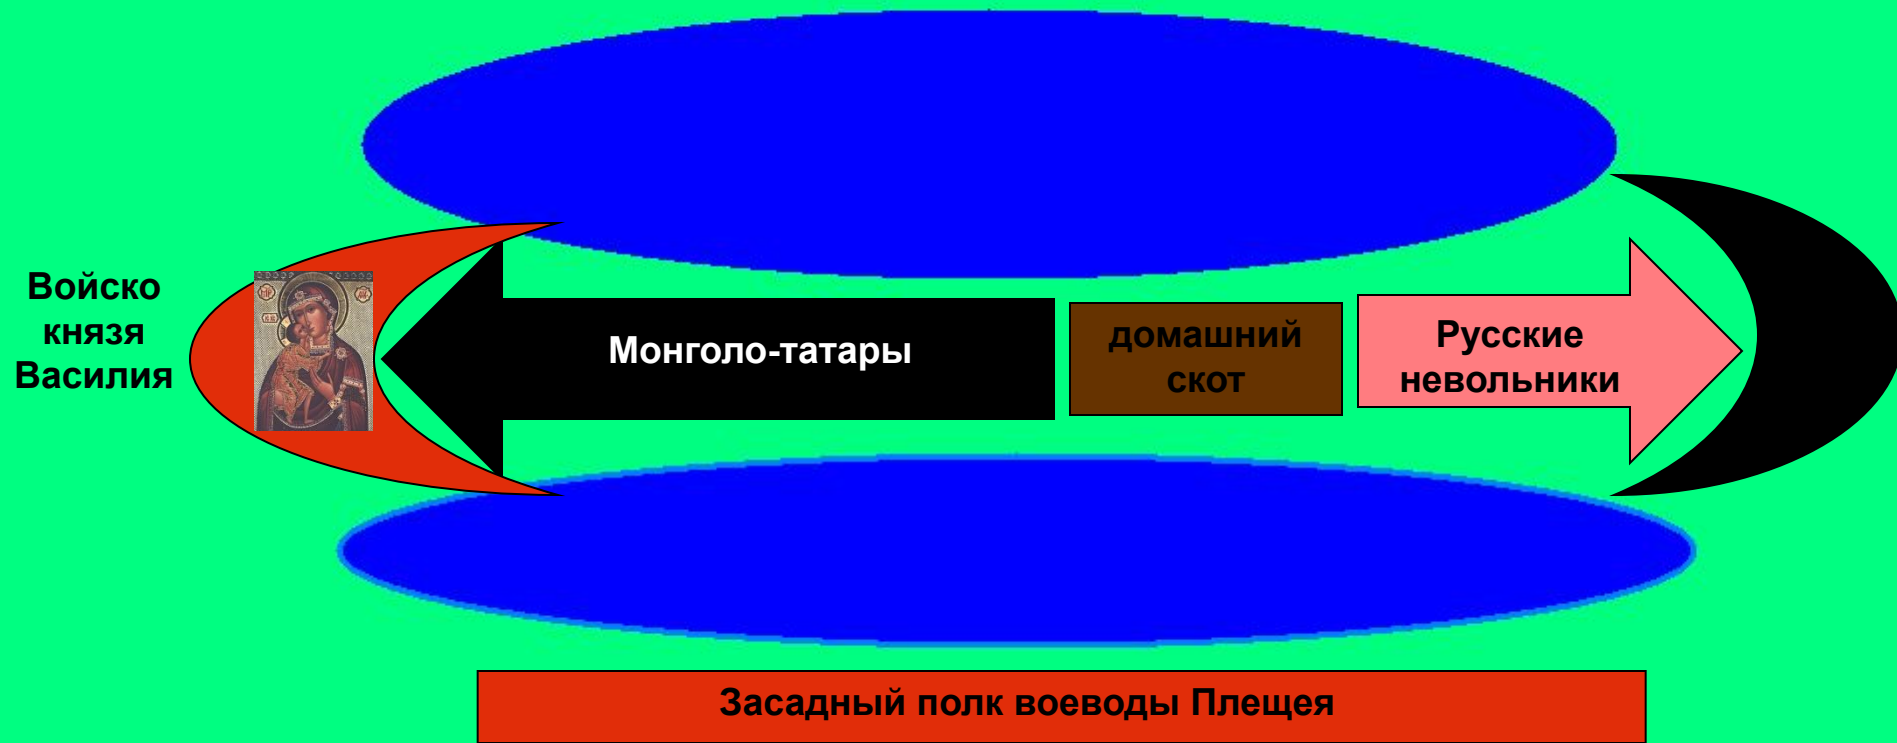 Войско
князя
Василия
Монголо-татары
домашний
скот
Русские
невольники
Засадный полк воеводы Плещея